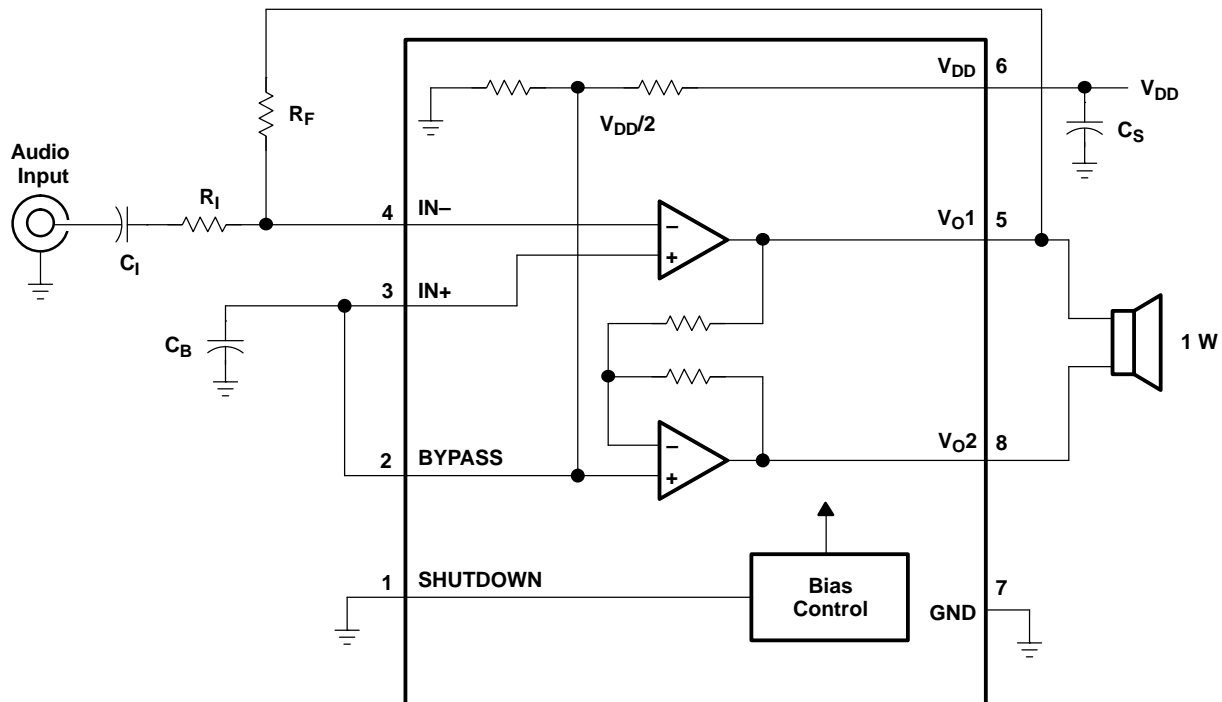 V_DD 6
V_DD
R_F
V_DD/2
C_S
Audio
Input
R_I
4 IN–
V_O1 5
C_I
–
+
3 IN+
C_B
1 W
2 BYPASS
–
+
V_O2 8
1 SHUTDOWN
Bias
Control
7
GND